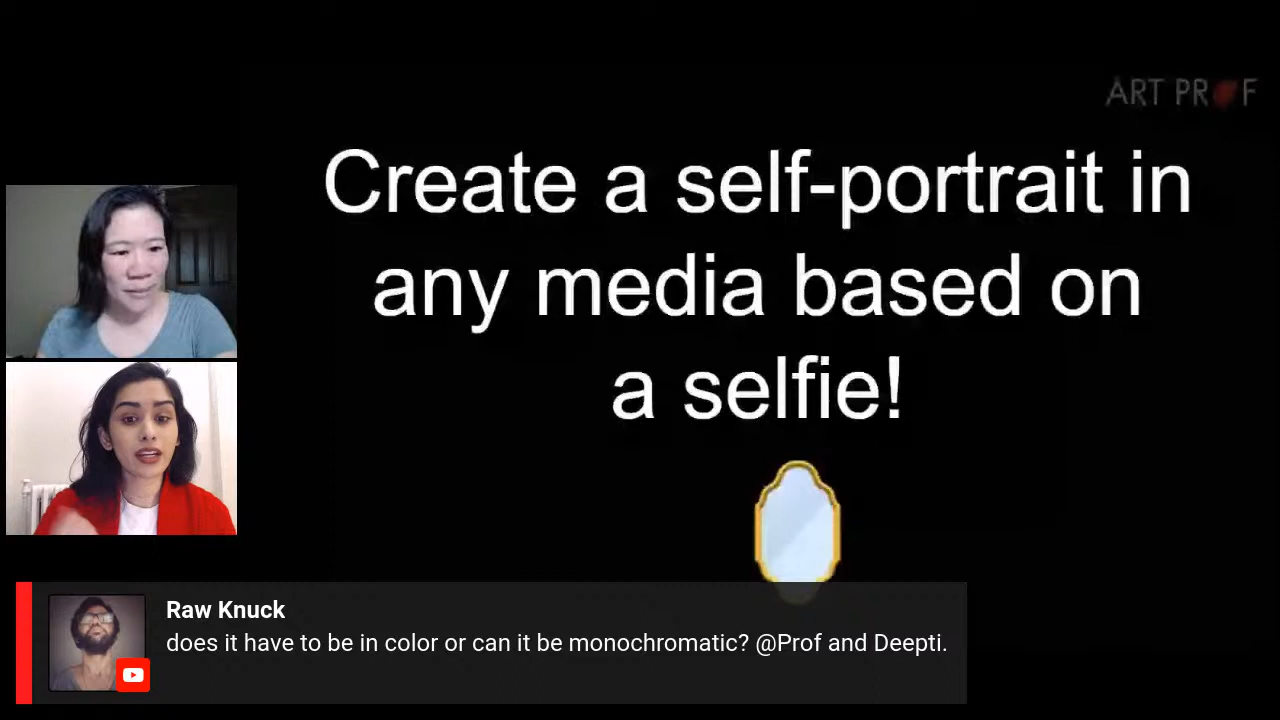 ART PROF
Create a self-portrait in
any media based on
a selfie!
Raw Knuck
does it have to be in color or can it be monochromatic? @Prof and Deepti.